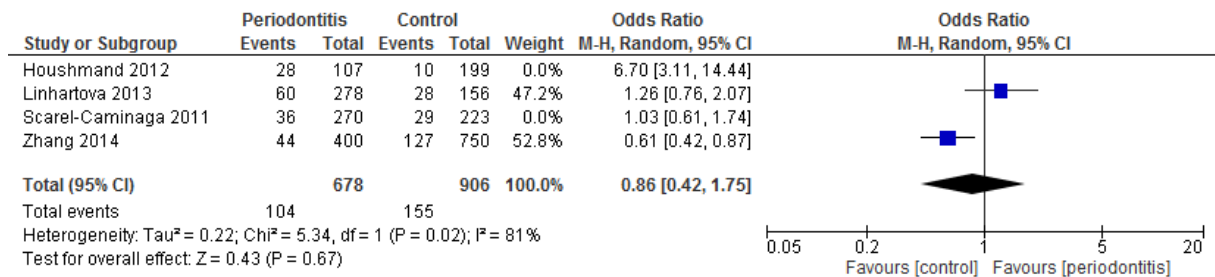 Periodontitis Control Odds Ratio Odds Ratio
Study or Subgroup Events Total Events Total Weight M-H, Random, 95% CI M-H, Random, 95% CI
Houshmand 2012 28 107 10 199 0.0% 6.70 [3.11, 14.44]
Linhartova 2013 60 278 28 156 47.2% 1.26 [0.76, 2.07]
Scarel-Caminaga 2011 36 270 29 223 0.0% 1.03 [0.61, 1.74]
Zhang 2014 44 400 127 750 52.8% 0.61 [0.42, 0.87]
Total (95% CI) 678 906 100.0% 0.86 [0.42, 1.75]
Total events 104 155
Heterogeneity: Tau² = 0.22; Chi² = 5.34, df = 1 (P = 0.02); I² = 81%
Test for overall effect: Z = 0.43 (P = 0.67)
0.05 0.2 1 5 20
Favours [control] Favours [periodontitis]